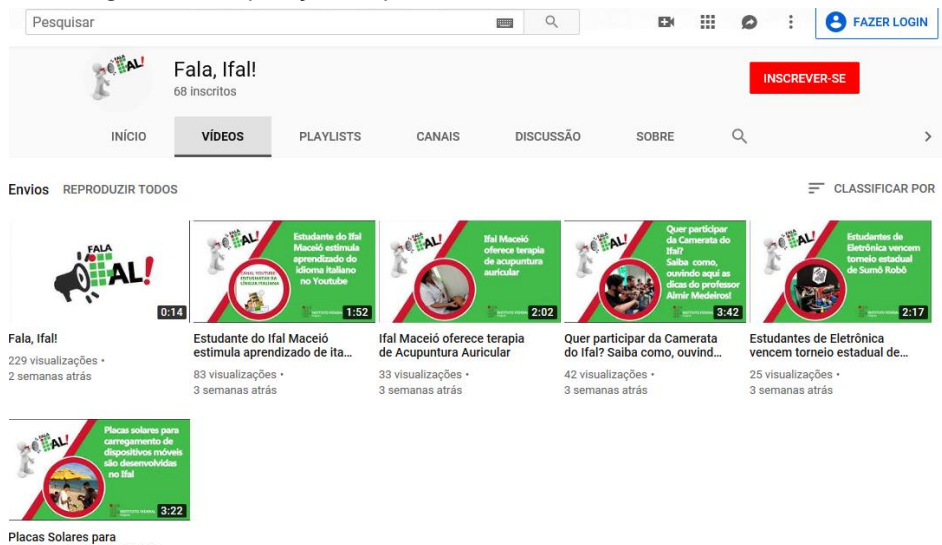 Pesquisar
FAZER LOGIN
FALA
IFAL!
Fala, Ifal!
68 inscritos
INSCREVER-SE
INÍCIO
VÍDEOS
PLAYLISTS
CANAIS
DISCUSSÃO
SOBRE
Envios
REPRODUZIR TODOS
CLASSIFICAR POR
FALA
IFAL!
0:14
Fala, Ifal!
229 visualizações •
2 semanas atrás
Estudante do Ifal
Maceió estimula
aprendizado do
idioma italiano
no Youtube
1:52
Estudante do Ifal Maceió
estimula aprendizado de ita...
83 visualizações •
3 semanas atrás
Ifal Maceió
oferece terapia
de acupuntura
auricular
2:02
Ifal Maceió oferece terapia
de Acupuntura Auricular
33 visualizações •
3 semanas atrás
Quer participar
da Camerata do
Ifal?
Saiba como,
ouvindo aqui as
dicas do professor
Almir Medeiros!
3:42
Quer participar da Camerata
do Ifal? Saiba como, ouvind...
42 visualizações •
3 semanas atrás
Estudantes de
Eletrônica vencem
torneio estadual
de Sumô Robô
2:17
Estudantes de Eletrônica
vencem torneio estadual de...
25 visualizações •
3 semanas atrás
Placas solares para
carregamento de
dispositivos móveis
são desenvolvidas
no Ifal
3:22
Placas Solares para